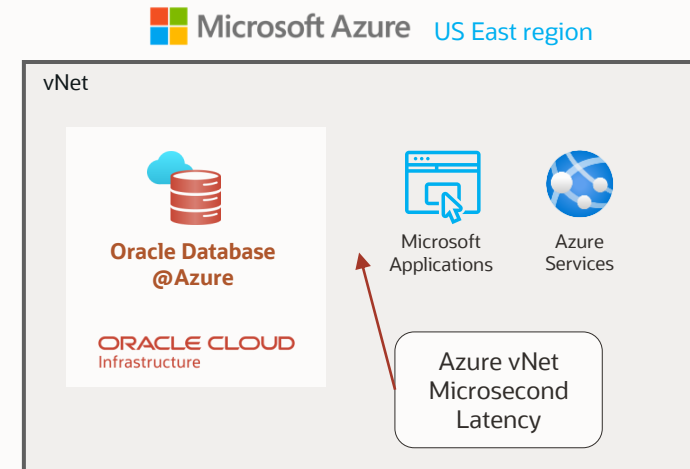 Microsoft Azure US East region
vNet
Oracle Database
@Azure
ORACLE CLOUD
Infrastructure
Microsoft
Applications
Azure
Services
Azure vNet
Microsecond
Latency